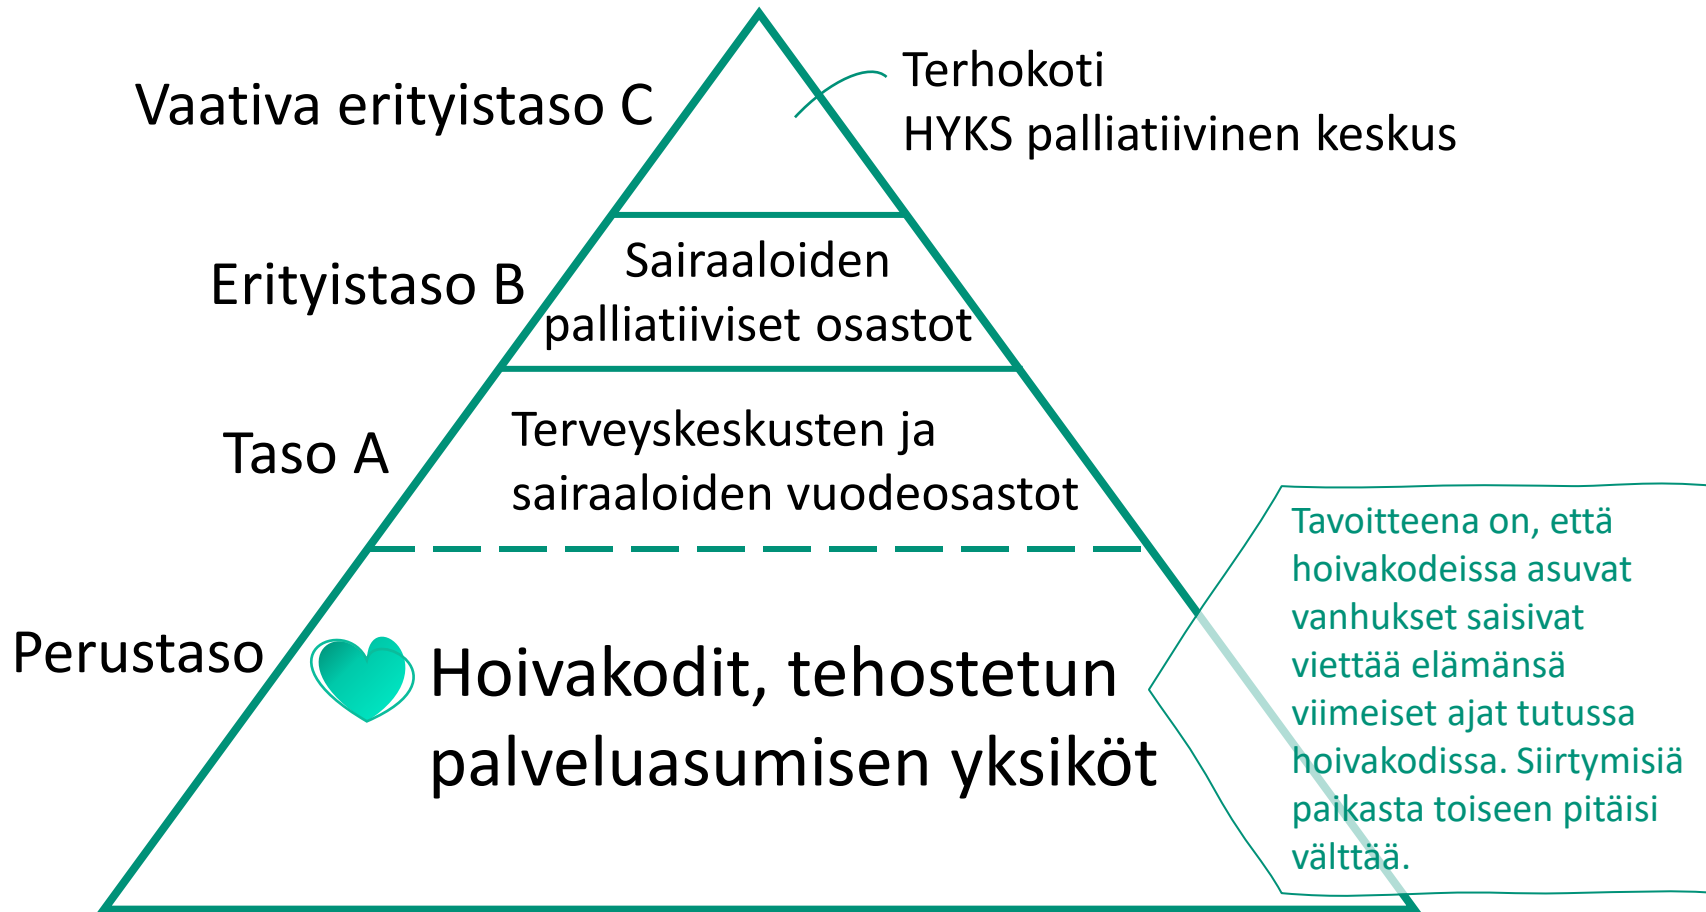 Vaativa erityistaso C
Terhokoti
HYKS palliatiivinen keskus
Erityistaso B
Sairaaloiden
palliatiiviset osastot
Taso A
Terveyskeskusten ja
sairaaloiden vuodeosastot
Perustaso
Hoivakodit, tehostetun
palveluasumisen yksiköt
Tavoitteena on, että
hoivakodeissa asuvat
vanhukset saisivat
viettää elämänsä
viimeiset ajat tutussa
hoivakodissa. Siirtymisiä
paikasta toiseen pitäisi
välttää.